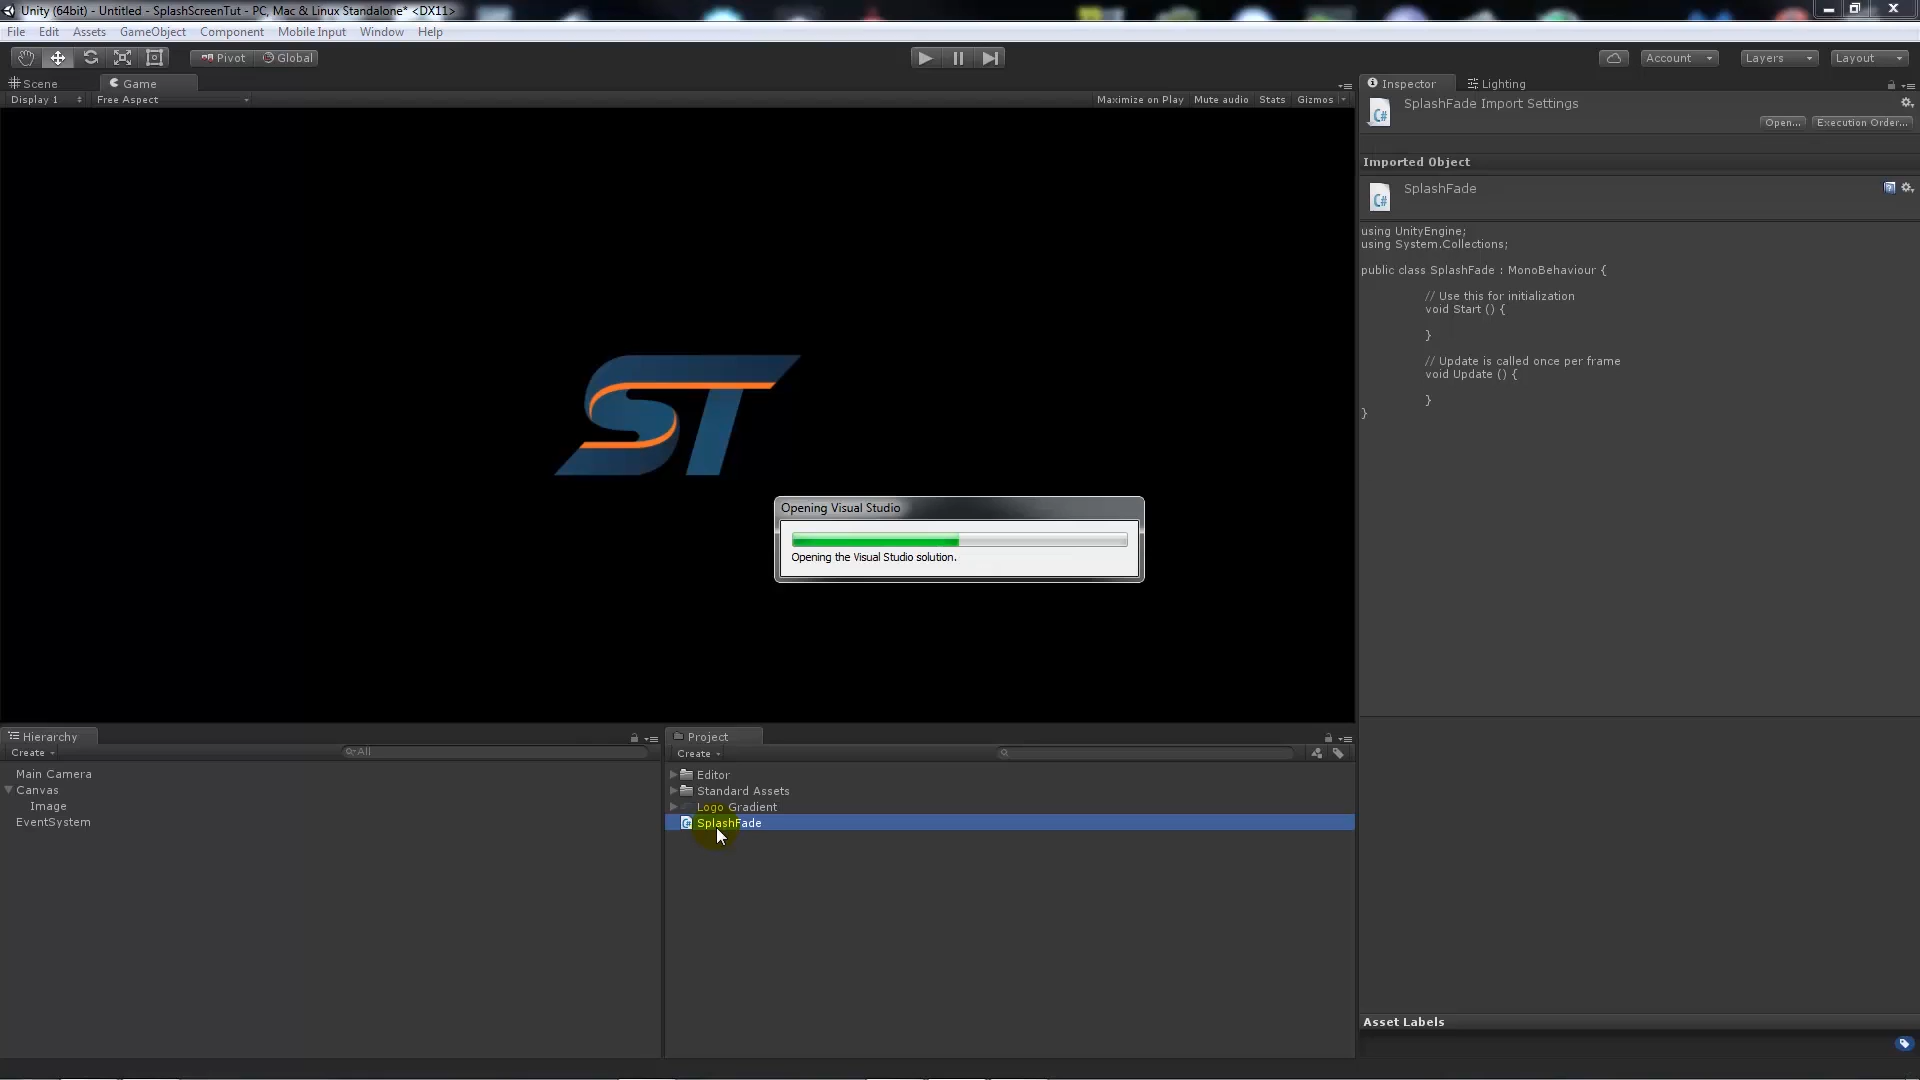 Unity (64bit) - Untitled - SplashScreenTut - PC, Mac & Linux Standalone* <DX11>
File Edit Assets GameObject Component Mobile Input Window Help
Pivot Global Account Layers Layout
Scene Game
Display 1 Free Aspect Maximize on Play Mute audio Stats Gizmos
ST
Opening Visual Studio
Opening the Visual Studio solution.
Inspector Lighting
SplashFade Import Settings
C#
Open... Execution Order...
Imported Object
SplashFade
C#
using UnityEngine;
using System.Collections;
public class SplashFade : MonoBehaviour {
// Use this for initialization
void Start () {
}
// Update is called once per frame
void Update () {
}
}
Asset Labels
Hierarchy
Create All
Main Camera
Canvas
Image
EventSystem
Project
Create
Editor
Standard Assets
Logo Gradient
SplashFade